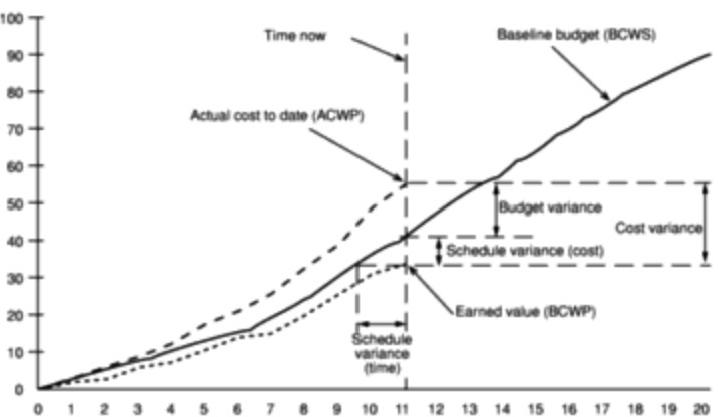 100
90
80
70
60
50
40
30
20
10
0
Time now
Baseline budget (BCWS)
Actual cost to date (ACWP)
Budget variance
Cost variance
Schedule variance (cost)
Earned value (BCWP)
Schedule
variance
(time)
0 1 2 3 4 5 6 7 8 9 10 11 12 13 14 15 16 17 18 19 20